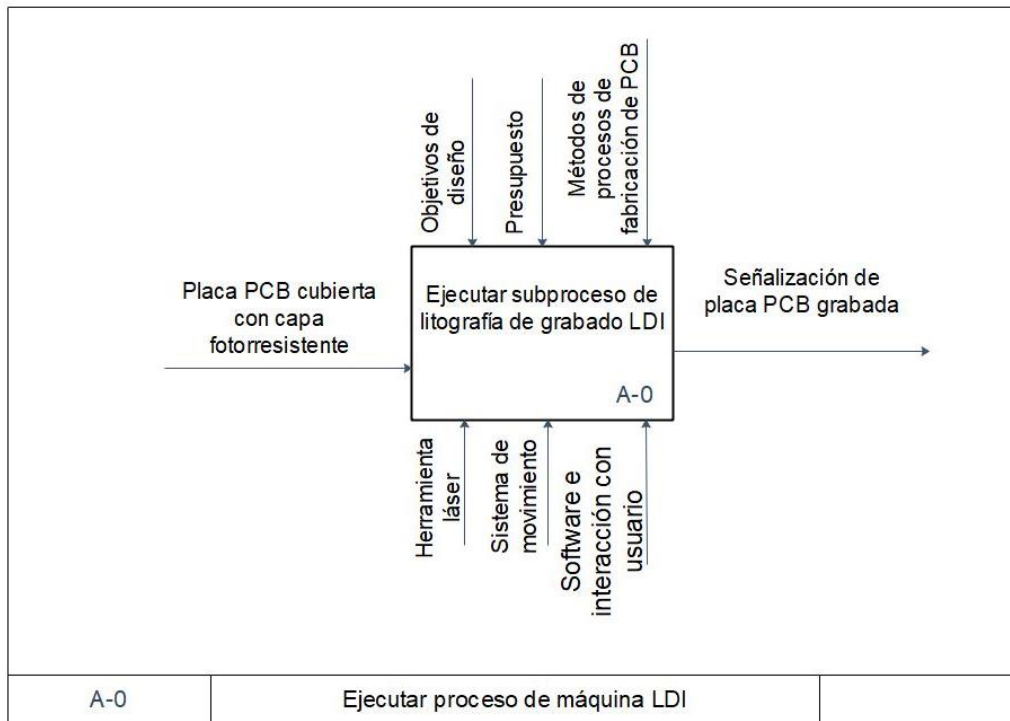 Objetivos de
diseño
Presupuesto
Métodos de
procesos de
fabricación de PCB
Placa PCB cubierta
con capa
fotorresistente
Ejecutar subproceso de
litografía de grabado LDI
A-0
Señalización de
placa PCB grabada
Herramienta
láser
Sistema de
movimiento
Software e
interacción con
usuario
A-0
Ejecutar proceso de máquina LDI